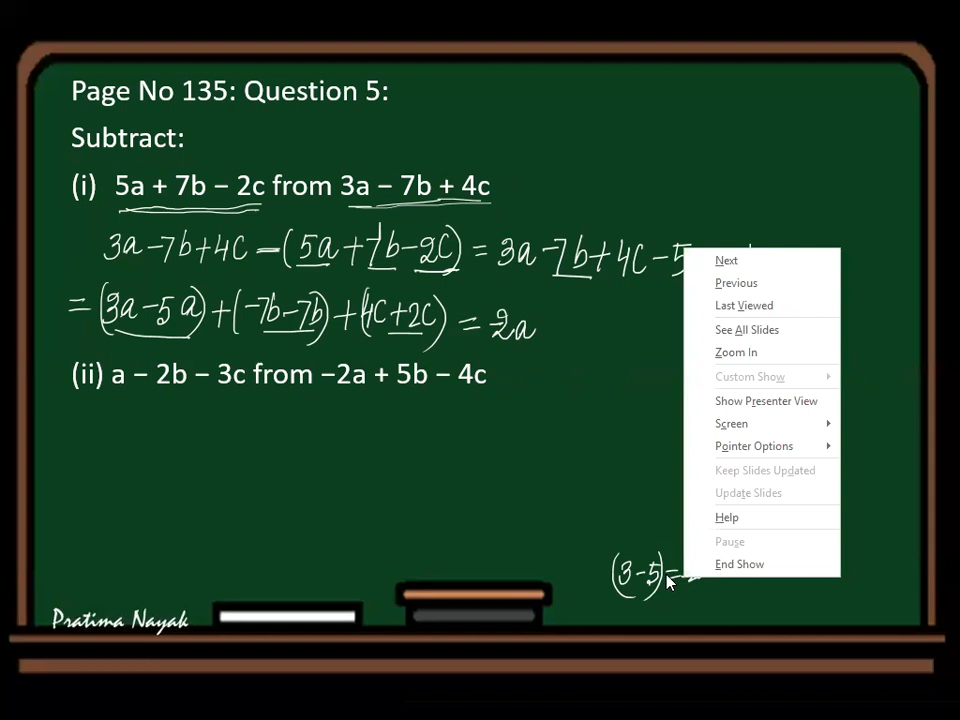 Page No 135: Question 5:
Subtract:
(i) 5a + 7b − 2c from 3a − 7b + 4c
3a −7b+4c −(5a+7b−2c) = 3a −7b+4c −5
= (3a −5a)+(−7b−7b)+(4c+2c) = −2a
(ii) a − 2b − 3c from −2a + 5b − 4c
Next
Previous
Last Viewed
See All Slides
Zoom In
Custom Show
Show Presenter View
Screen
Pointer Options
Keep Slides Updated
Update Slides
Help
Pause
End Show
(3−5)=
Pratima Nayak